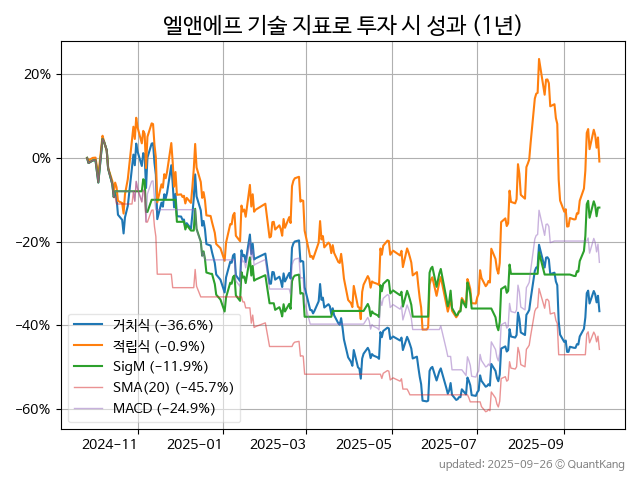 엘앤에프 기술 지표로 투자 시 성과 (1년)
20%
0%
−20%
−40%
−60%
거치식 (−36.6%)
적립식 (−0.9%)
SigM (−11.9%)
SMA(20) (−45.7%)
MACD (−24.9%)
2024−11
2025−01
2025−03
2025−05
2025−07
2025−09
updated: 2025-09-26 © QuantKang